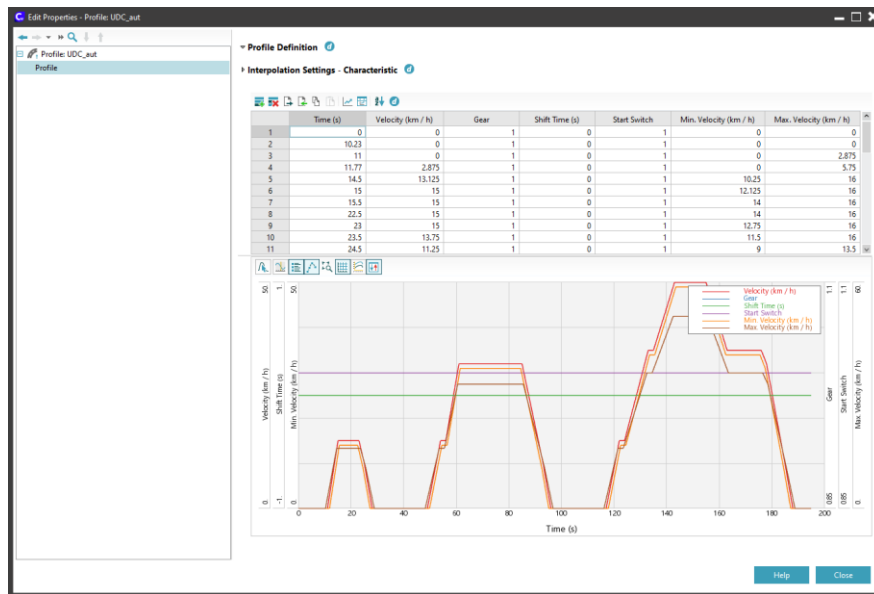 Edit Properties - Profile: UDC_aut
Profile: UDC_aut
Profile
Profile Definition
Interpolation Settings - Characteristic
Time (s) Velocity (km / h) Gear Shift Time (s) Start Switch Min. Velocity (km / h) Max. Velocity (km / h)
1 0 0 1 0 1 0 0
2 10.23 0 1 0 1 0 0
3 11 0 1 0 1 0 2.875
4 11.77 2.875 1 0 1 0 5.75
5 14.5 13.125 1 0 1 10.25 16
6 15 15 1 0 1 12.125 16
7 15.5 15 1 0 1 14 16
8 22.5 15 1 0 1 14 16
9 23 15 1 0 1 12.75 16
10 23.5 13.75 1 0 1 11.5 16
11 24.5 11.25 1 0 1 9 13.5
Velocity (km / h)
Gear
Shift Time (s)
Start Switch
Min. Velocity (km / h)
Max. Velocity (km / h)
50. 1. 50. 1.1 1.1 60.
Velocity (km / h)
Shift Time (s)
Min. Velocity (km / h)
Gear
Start Switch
Max. Velocity (km / h)
0. -1. 0. 0.85 0.85 0.
0 20 40 60 80 100 120 140 160 180 200
Time (s)
Help Close